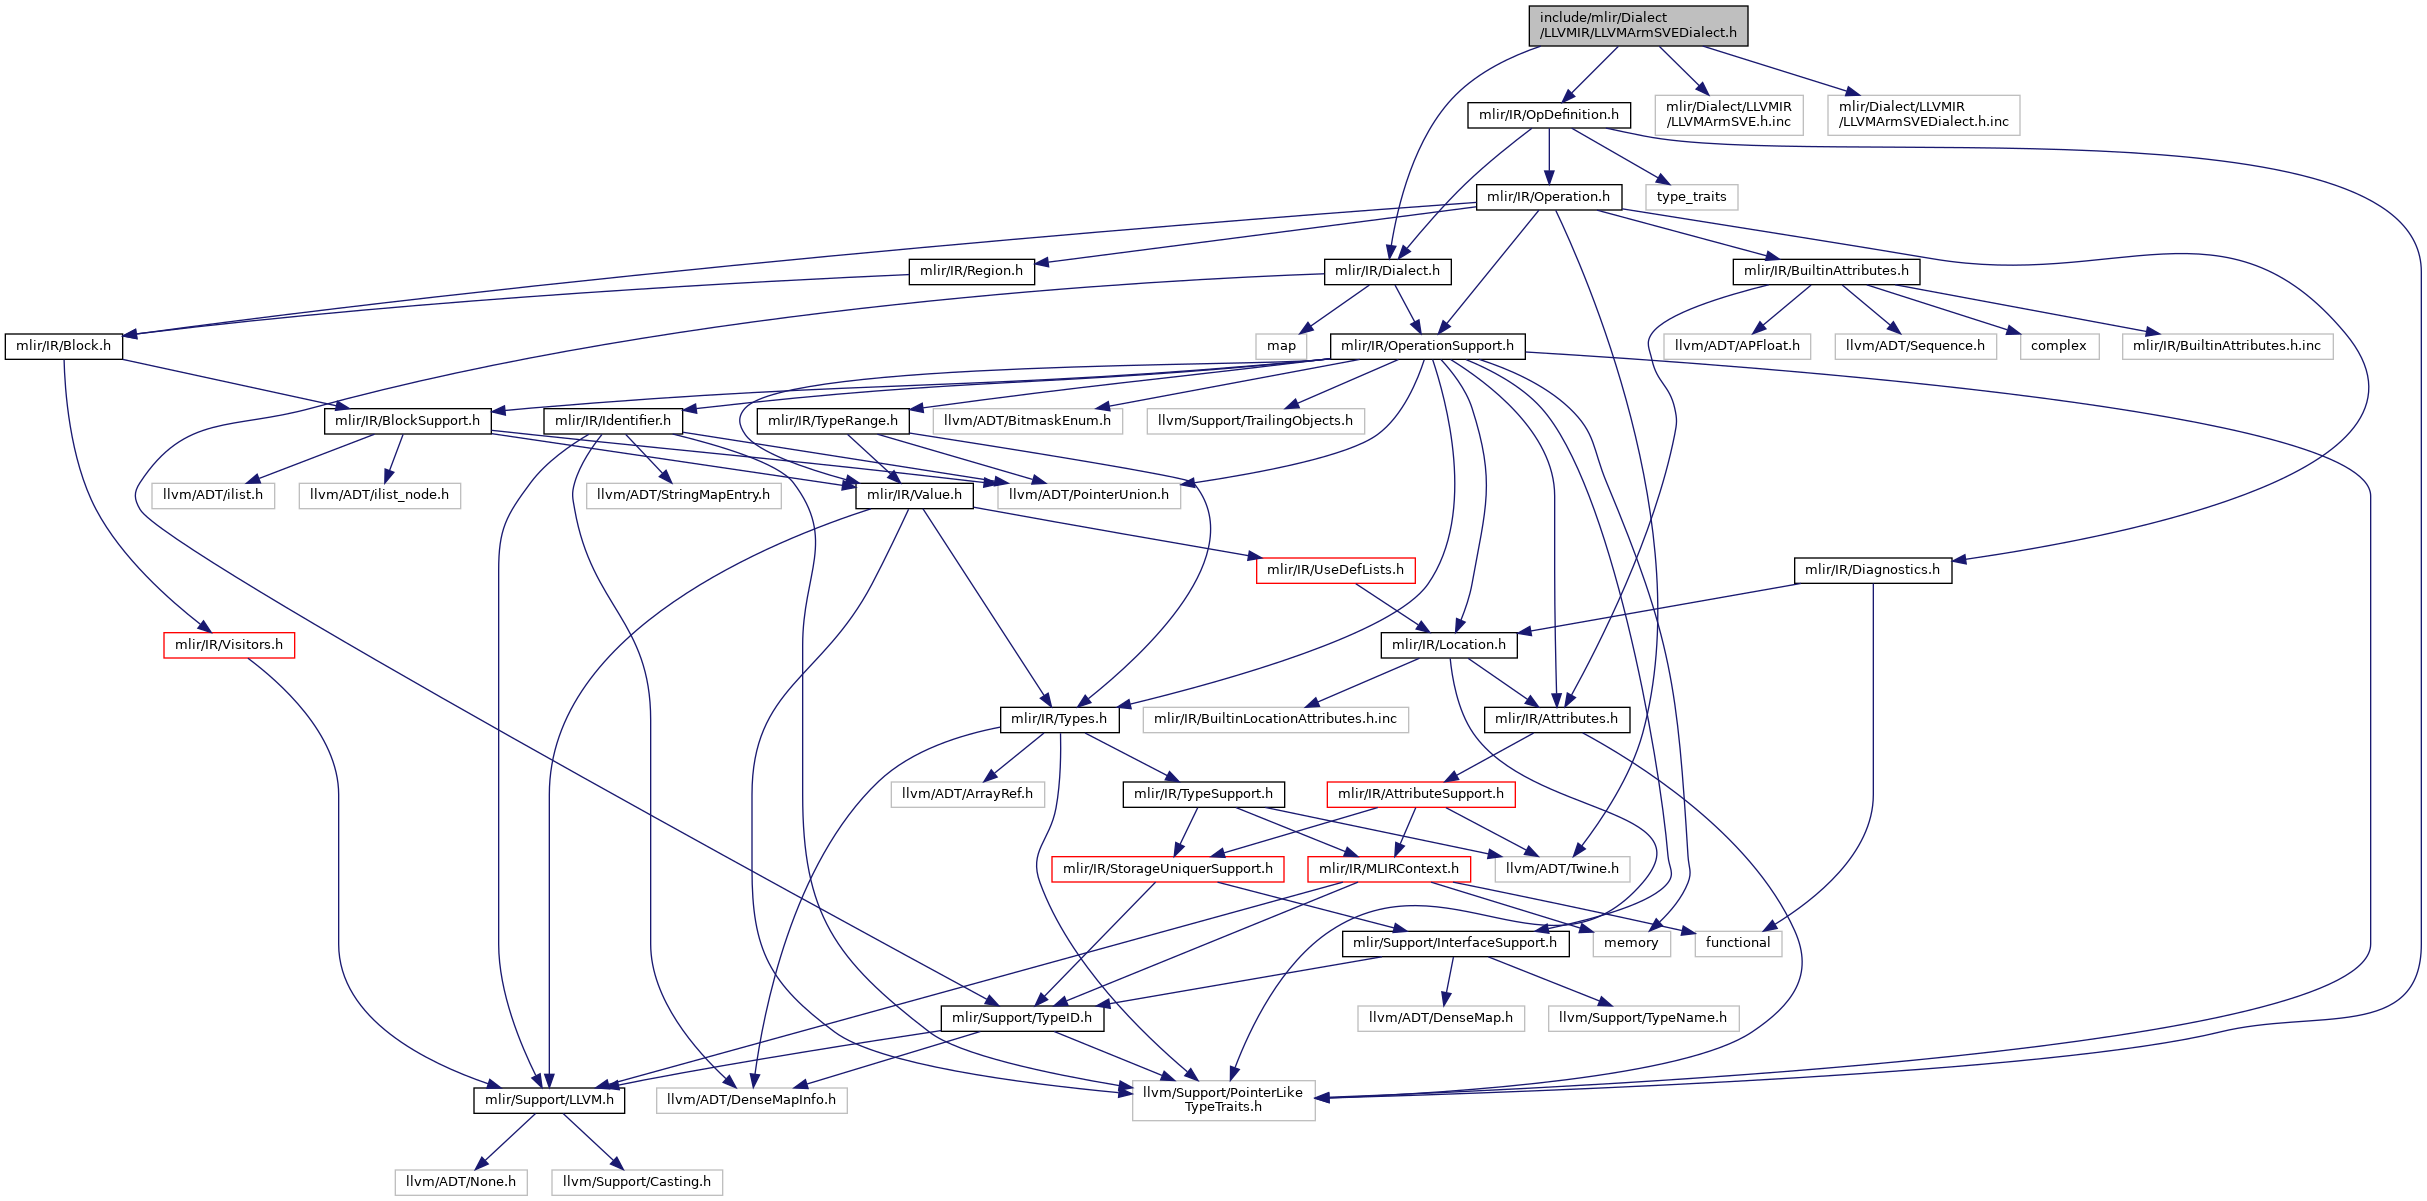 include/mlir/Dialect
/LLVMIR/LLVMArmSVEDialect.h
mlir/IR/OpDefinition.h
mlir/Dialect/LLVMIR
/LLVMArmSVE.h.inc
mlir/Dialect/LLVMIR
/LLVMArmSVEDialect.h.inc
mlir/IR/Operation.h
type_traits
mlir/IR/Region.h
mlir/IR/Dialect.h
mlir/IR/BuiltinAttributes.h
mlir/IR/Block.h
map
mlir/IR/OperationSupport.h
llvm/ADT/APFloat.h
llvm/ADT/Sequence.h
complex
mlir/IR/BuiltinAttributes.h.inc
mlir/IR/BlockSupport.h
mlir/IR/Identifier.h
mlir/IR/TypeRange.h
llvm/ADT/BitmaskEnum.h
llvm/Support/TrailingObjects.h
llvm/ADT/ilist.h
llvm/ADT/ilist_node.h
llvm/ADT/StringMapEntry.h
mlir/IR/Value.h
llvm/ADT/PointerUnion.h
mlir/IR/UseDefLists.h
mlir/IR/Diagnostics.h
mlir/IR/Visitors.h
mlir/IR/Location.h
mlir/IR/Types.h
mlir/IR/BuiltinLocationAttributes.h.inc
mlir/IR/Attributes.h
llvm/ADT/ArrayRef.h
mlir/IR/TypeSupport.h
mlir/IR/AttributeSupport.h
mlir/IR/StorageUniquerSupport.h
mlir/IR/MLIRContext.h
llvm/ADT/Twine.h
mlir/Support/InterfaceSupport.h
memory
functional
mlir/Support/TypeID.h
llvm/ADT/DenseMap.h
llvm/Support/TypeName.h
mlir/Support/LLVM.h
llvm/ADT/DenseMapInfo.h
llvm/Support/PointerLike
TypeTraits.h
llvm/ADT/None.h
llvm/Support/Casting.h